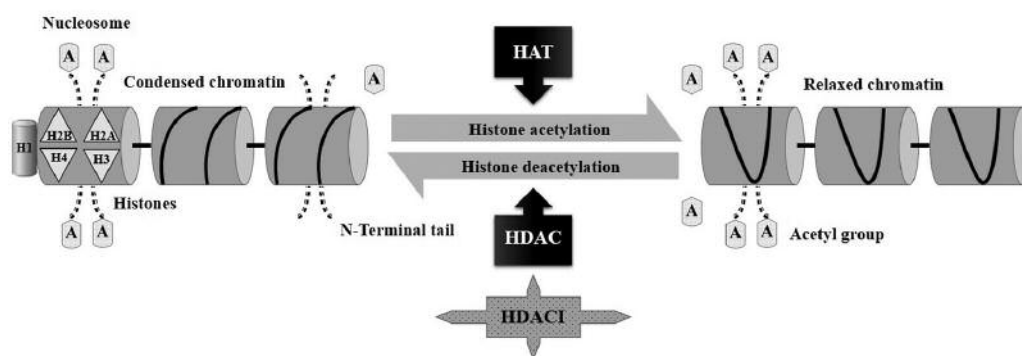 Nucleosome
A A
Condensed chromatin
A
H1
H2B H2A
H4 H3
Histones
A A
N-Terminal tail
HAT
Histone acetylation
Histone deacetylation
HDAC
HDACI
A A A
A
Relaxed chromatin
A
A A
Acetyl group